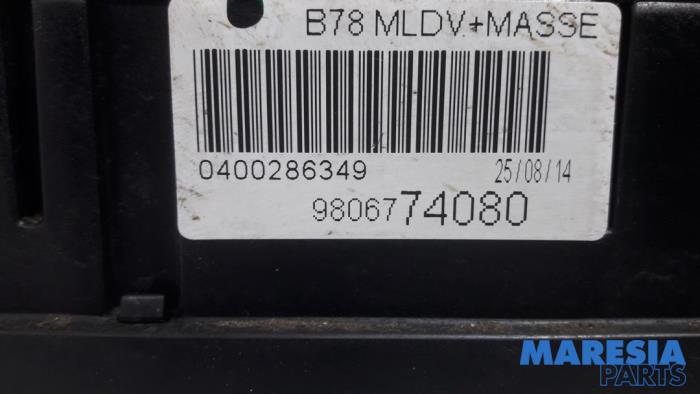 B78 MLDV+MASSE
0400286349 25/08/14
9806774080
MARESIA
PARTS